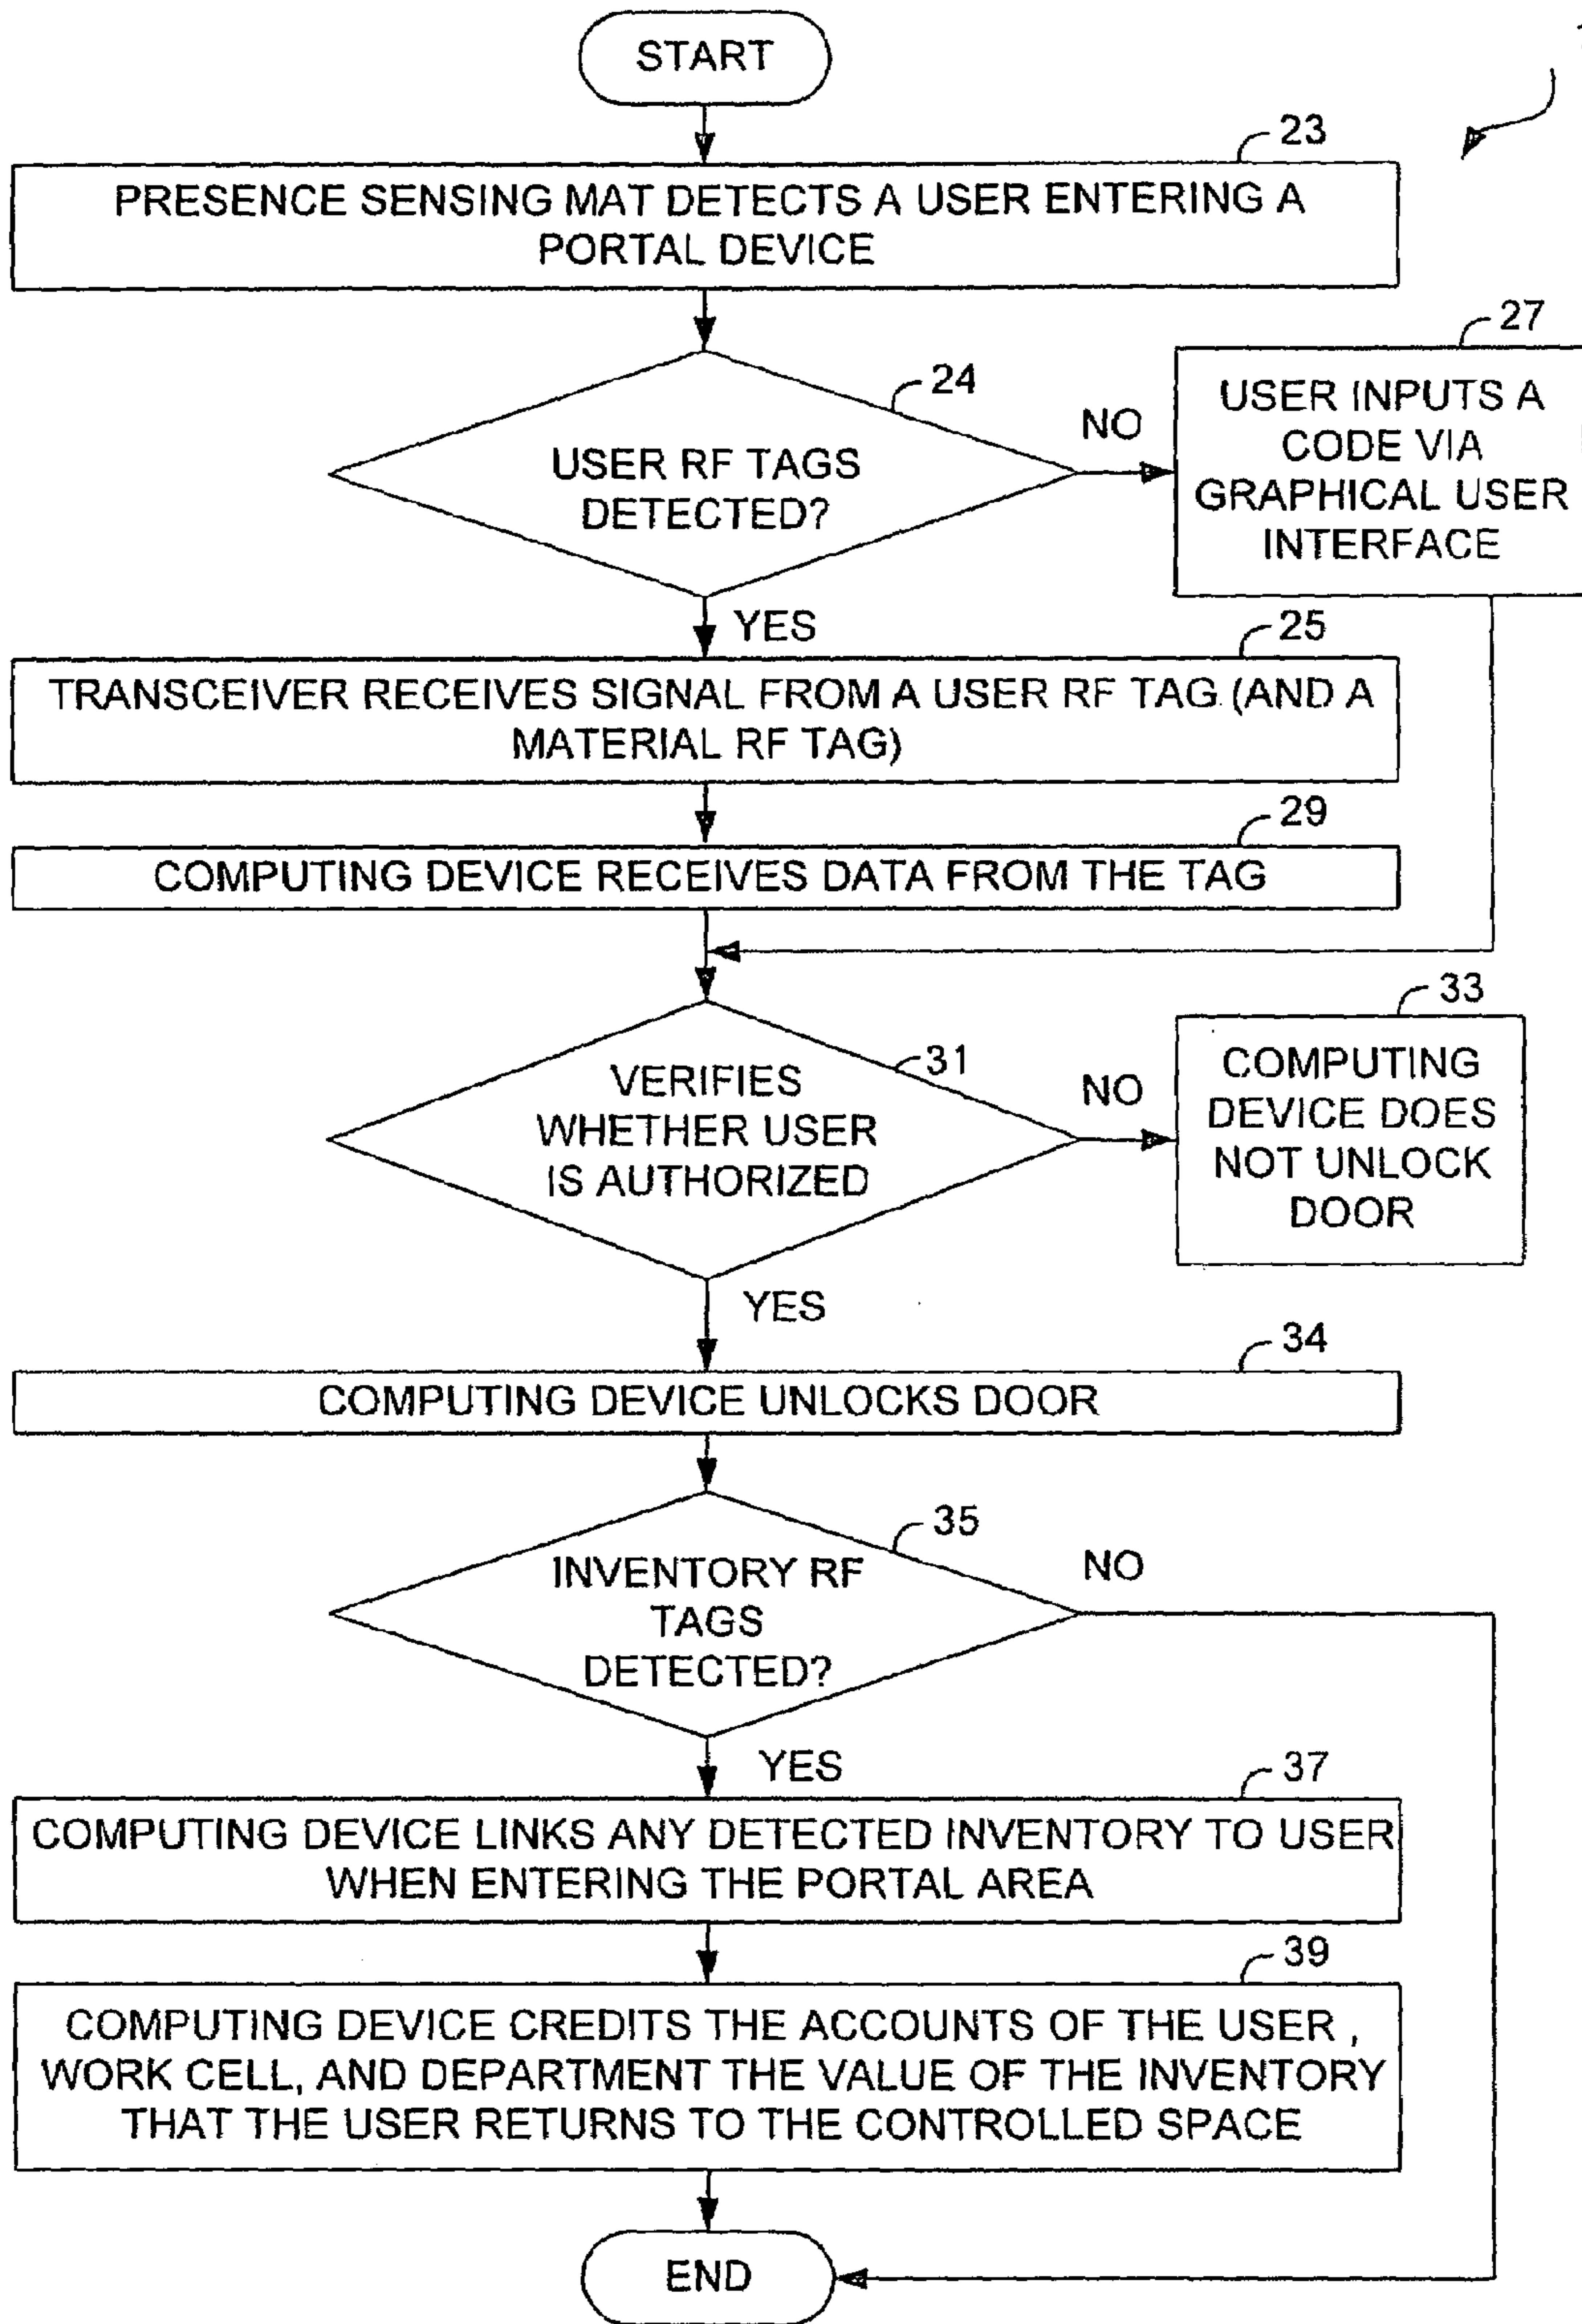 START
23
PRESENCE SENSING MAT DETECTS A USER ENTERING A
PORTAL DEVICE
24
USER RF TAGS
DETECTED?
NO
27
USER INPUTS A
CODE VIA
GRAPHICAL USER
INTERFACE
YES
25
TRANSCEIVER RECEIVES SIGNAL FROM A USER RF TAG (AND A
MATERIAL RF TAG)
29
COMPUTING DEVICE RECEIVES DATA FROM THE TAG
31
VERIFIES
WHETHER USER
IS AUTHORIZED
NO
33
COMPUTING
DEVICE DOES
NOT UNLOCK
DOOR
YES
34
COMPUTING DEVICE UNLOCKS DOOR
35
INVENTORY RF
TAGS
DETECTED?
NO
YES
37
COMPUTING DEVICE LINKS ANY DETECTED INVENTORY TO USER
WHEN ENTERING THE PORTAL AREA
39
COMPUTING DEVICE CREDITS THE ACCOUNTS OF THE USER ,
WORK CELL, AND DEPARTMENT THE VALUE OF THE INVENTORY
THAT THE USER RETURNS TO THE CONTROLLED SPACE
END